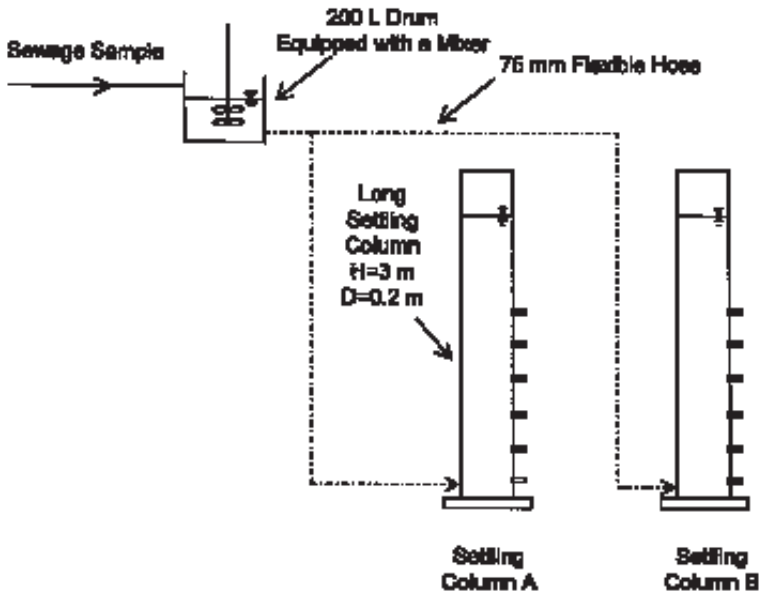 200 L Drum
Equipped with a Mixer
Sewage Sample
75 mm Flexible Hose
Long
Settling
Column
H=3 m
D=0.2 m
Settling
Column A
Settling
Column B